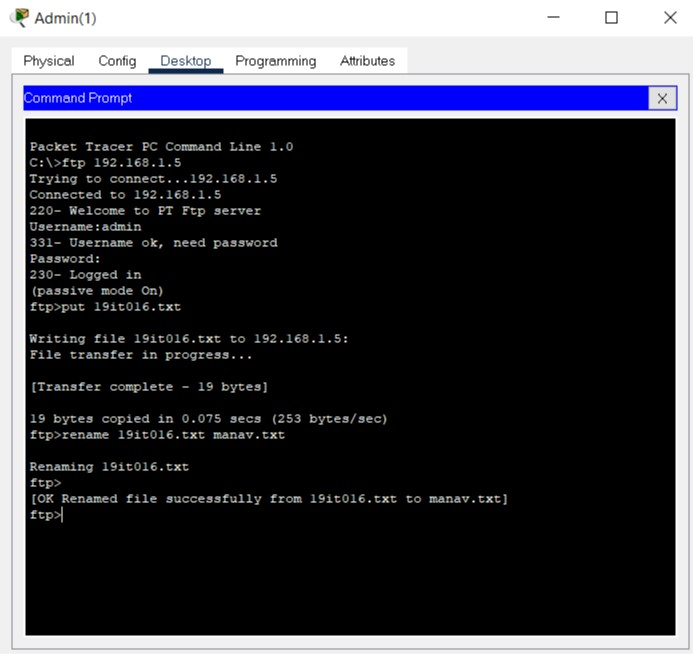 Admin(1)
Physical Config Desktop Programming Attributes
Command Prompt
X
Packet Tracer PC Command Line 1.0
C:\>ftp 192.168.1.5
Trying to connect...192.168.1.5
Connected to 192.168.1.5
220- Welcome to PT Ftp server
Username:admin
331- Username ok, need password
Password:
230- Logged in
(passive mode On)
ftp>put 19it016.txt
Writing file 19it016.txt to 192.168.1.5:
File transfer in progress...
[Transfer complete - 19 bytes]
19 bytes copied in 0.075 secs (253 bytes/sec)
ftp>rename 19it016.txt manav.txt
Renaming 19it016.txt
ftp>
[OK Renamed file successfully from 19it016.txt to manav.txt]
ftp>